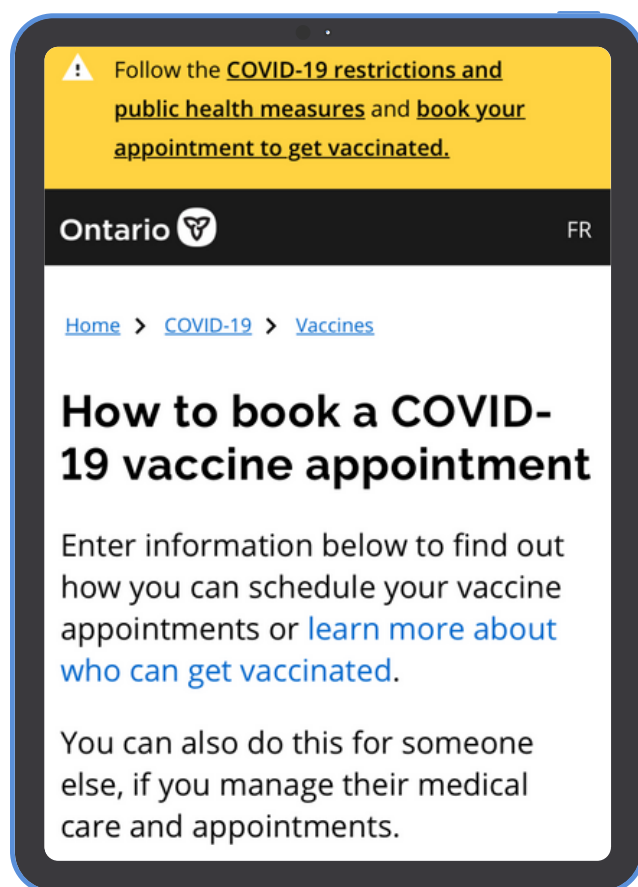 Follow the COVID-19 restrictions and
public health measures and book your
appointment to get vaccinated.
Ontario
FR
Home > COVID-19 > Vaccines
How to book a COVID-
19 vaccine appointment
Enter information below to find out
how you can schedule your vaccine
appointments or learn more about
who can get vaccinated.
You can also do this for someone
else, if you manage their medical
care and appointments.